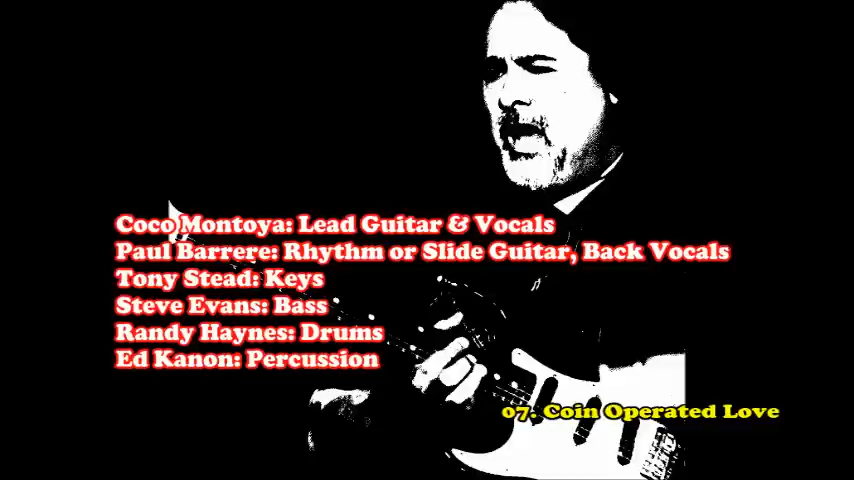 Coco Montoya: Lead Guitar & Vocals
Paul Barrere: Rhythm or Slide Guitar, Back Vocals
Tony Stead: Keys
Steve Evans: Bass
Randy Haynes: Drums
Ed Kanon: Percussion
07. Coin Operated Love